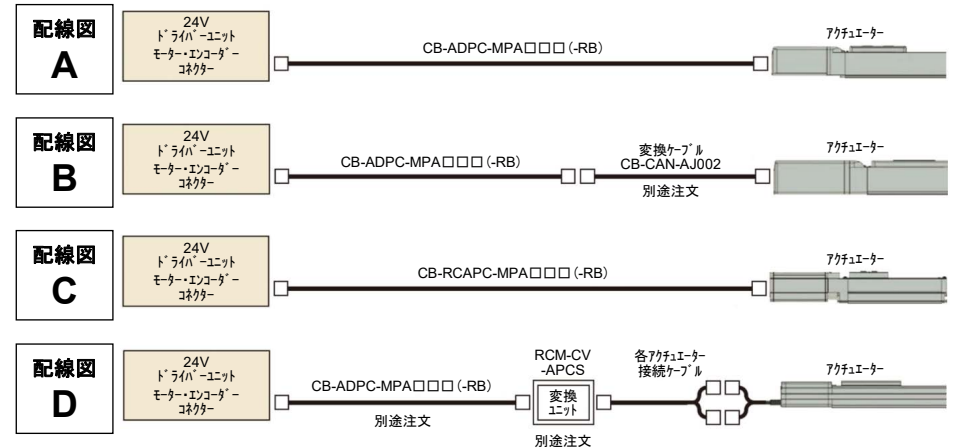 配線図
A
24V
ﾄﾞﾗｲﾊﾞｰﾕﾆｯﾄ
ﾓｰﾀｰ・ｴﾝｺｰﾀﾞｰ
ｺﾈｸﾀｰ
CB-ADPC-MPA□□□(-RB)
ｱｸﾁｭｴｰﾀｰ
配線図
B
24V
ﾄﾞﾗｲﾊﾞｰﾕﾆｯﾄ
ﾓｰﾀｰ・ｴﾝｺｰﾀﾞｰ
ｺﾈｸﾀｰ
CB-ADPC-MPA□□□(-RB)
変換ｹｰﾌﾞﾙ
CB-CAN-AJ002
別途注文
ｱｸﾁｭｴｰﾀｰ
配線図
C
24V
ﾄﾞﾗｲﾊﾞｰﾕﾆｯﾄ
ﾓｰﾀｰ・ｴﾝｺｰﾀﾞｰ
ｺﾈｸﾀｰ
CB-RCAPC-MPA□□□(-RB)
ｱｸﾁｭｴｰﾀｰ
配線図
D
24V
ﾄﾞﾗｲﾊﾞｰﾕﾆｯﾄ
ﾓｰﾀｰ・ｴﾝｺｰﾀﾞｰ
ｺﾈｸﾀｰ
CB-ADPC-MPA□□□(-RB)
別途注文
RCM-CV
-APCS
変換
ﾕﾆｯﾄ
別途注文
各ｱｸﾁｭｴｰﾀｰ
接続ｹｰﾌﾞﾙ
ｱｸﾁｭｴｰﾀｰ